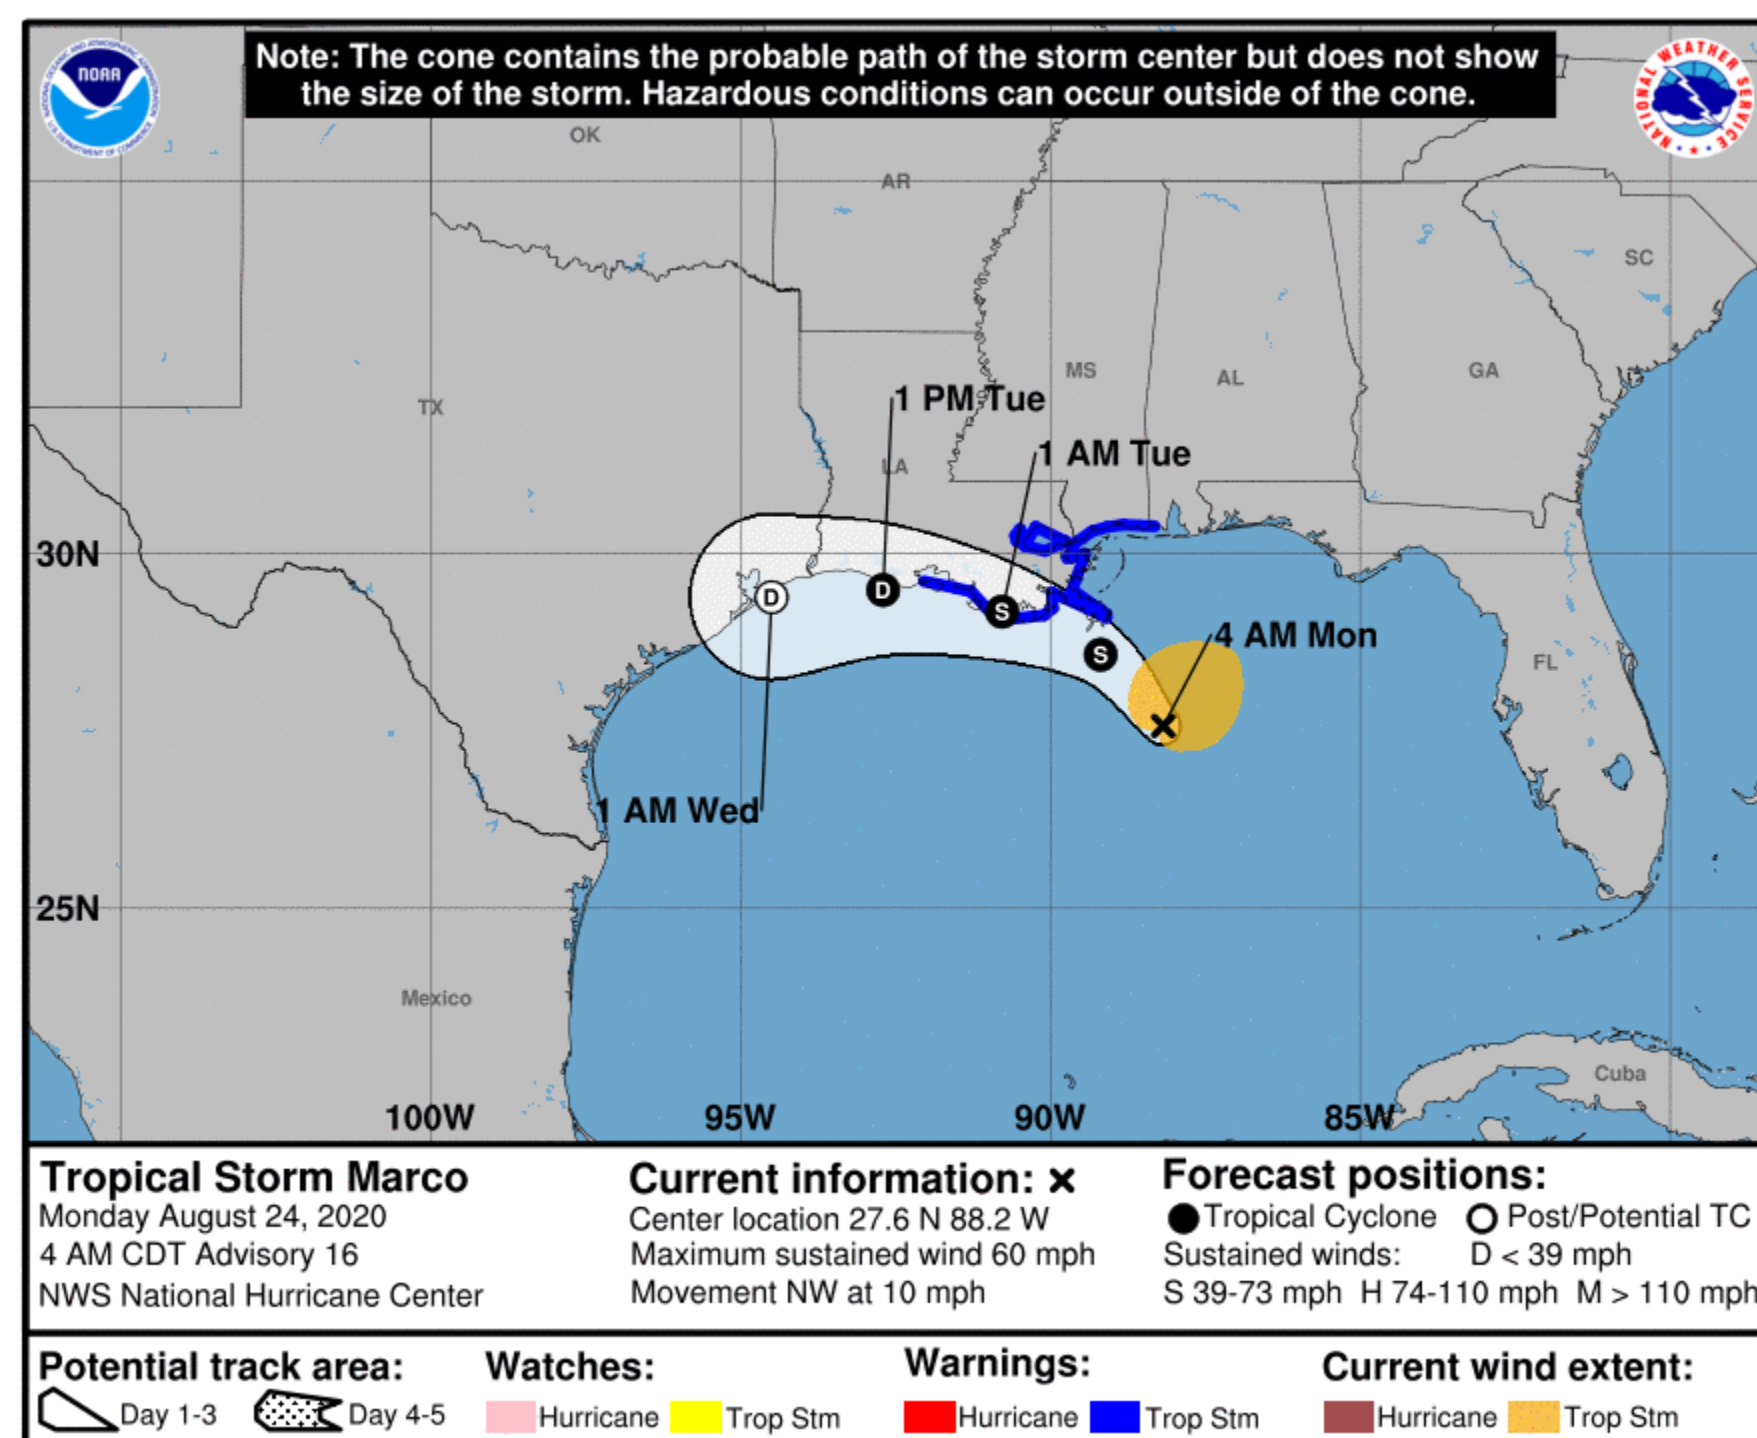 Note: The cone contains the probable path of the storm center but does not show
the size of the storm. Hazardous conditions can occur outside of the cone.
NOAA
NATIONAL WEATHER SERVICE
OK
AR
SC
MS
AL
GA
TX
1 PM Tue
1 AM Tue
LA
30N
D
D
S
S
4 AM Mon
FL
1 AM Wed
25N
Mexico
Cuba
100W
95W
90W
85W
Tropical Storm Marco
Monday August 24, 2020
4 AM CDT Advisory 16
NWS National Hurricane Center
Current information: ×
Center location 27.6 N 88.2 W
Maximum sustained wind 60 mph
Movement NW at 10 mph
Forecast positions:
Tropical Cyclone Post/Potential TC
Sustained winds: D < 39 mph
S 39-73 mph H 74-110 mph M > 110 mph
Potential track area:
Day 1-3 Day 4-5
Watches:
Hurricane Trop Stm
Warnings:
Hurricane Trop Stm
Current wind extent:
Hurricane Trop Stm